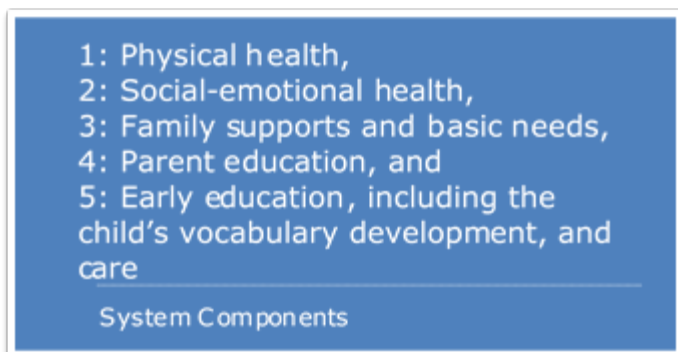 1: Physical health,
2: Social-emotional health,
3: Family supports and basic needs,
4: Parent education, and
5: Early education, including the
child's vocabulary development, and
care
System Components